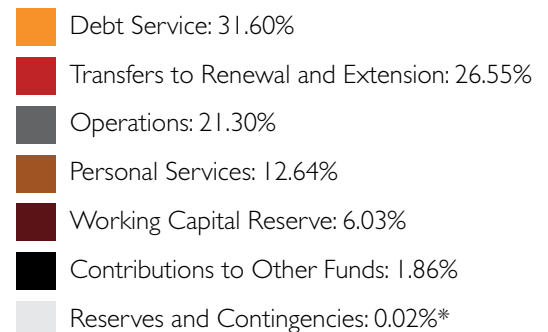 Debt Service: 31.60%
Transfers to Renewal and Extension: 26.55%
Operations: 21.30%
Personal Services: 12.64%
Working Capital Reserve: 6.03%
Contributions to Other Funds: 1.86%
Reserves and Contingencies: 0.02%*